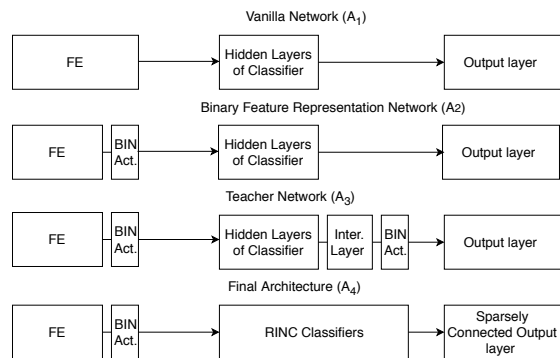 Vanilla Network (A1)
FE
Hidden Layers
of Classifier
Output layer
Binary Feature Representation Network (A2)
FE
BIN
Act.
Hidden Layers
of Classifier
Output layer
Teacher Network (A3)
FE
BIN
Act.
Hidden Layers
of Classifier
Inter.
Layer
BIN
Act.
Output layer
Final Architecture (A4)
FE
BIN
Act.
RINC Classifiers
Sparsely
Connected Output
layer